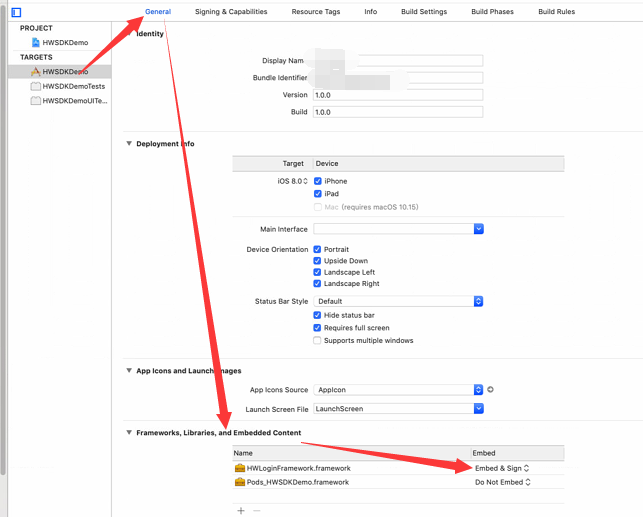 General Signing & Capabilities Resource Tags Info Build Settings Build Phases Build Rules
PROJECT
HWSDKDemo
TARGETS
HWSDKDemo
HWSDKDemoTests
HWSDKDemoUITe...
Identity
Display Nam
Bundle Identifier
Version 1.0.0
Build 1.0.0
Deployment Info
Target Device
iOS 8.0 iPhone
iPad
Mac (requires macOS 10.15)
Main Interface
Device Orientation Portrait
Upside Down
Landscape Left
Landscape Right
Status Bar Style Default
Hide status bar
Requires full screen
Supports multiple windows
App Icons and Launch Images
App Icons Source AppIcon
Launch Screen File LaunchScreen
Frameworks, Libraries, and Embedded Content
Name Embed
HWLoginFramework.framework Embed & Sign
Pods_HWSDKDemo.framework Do Not Embed